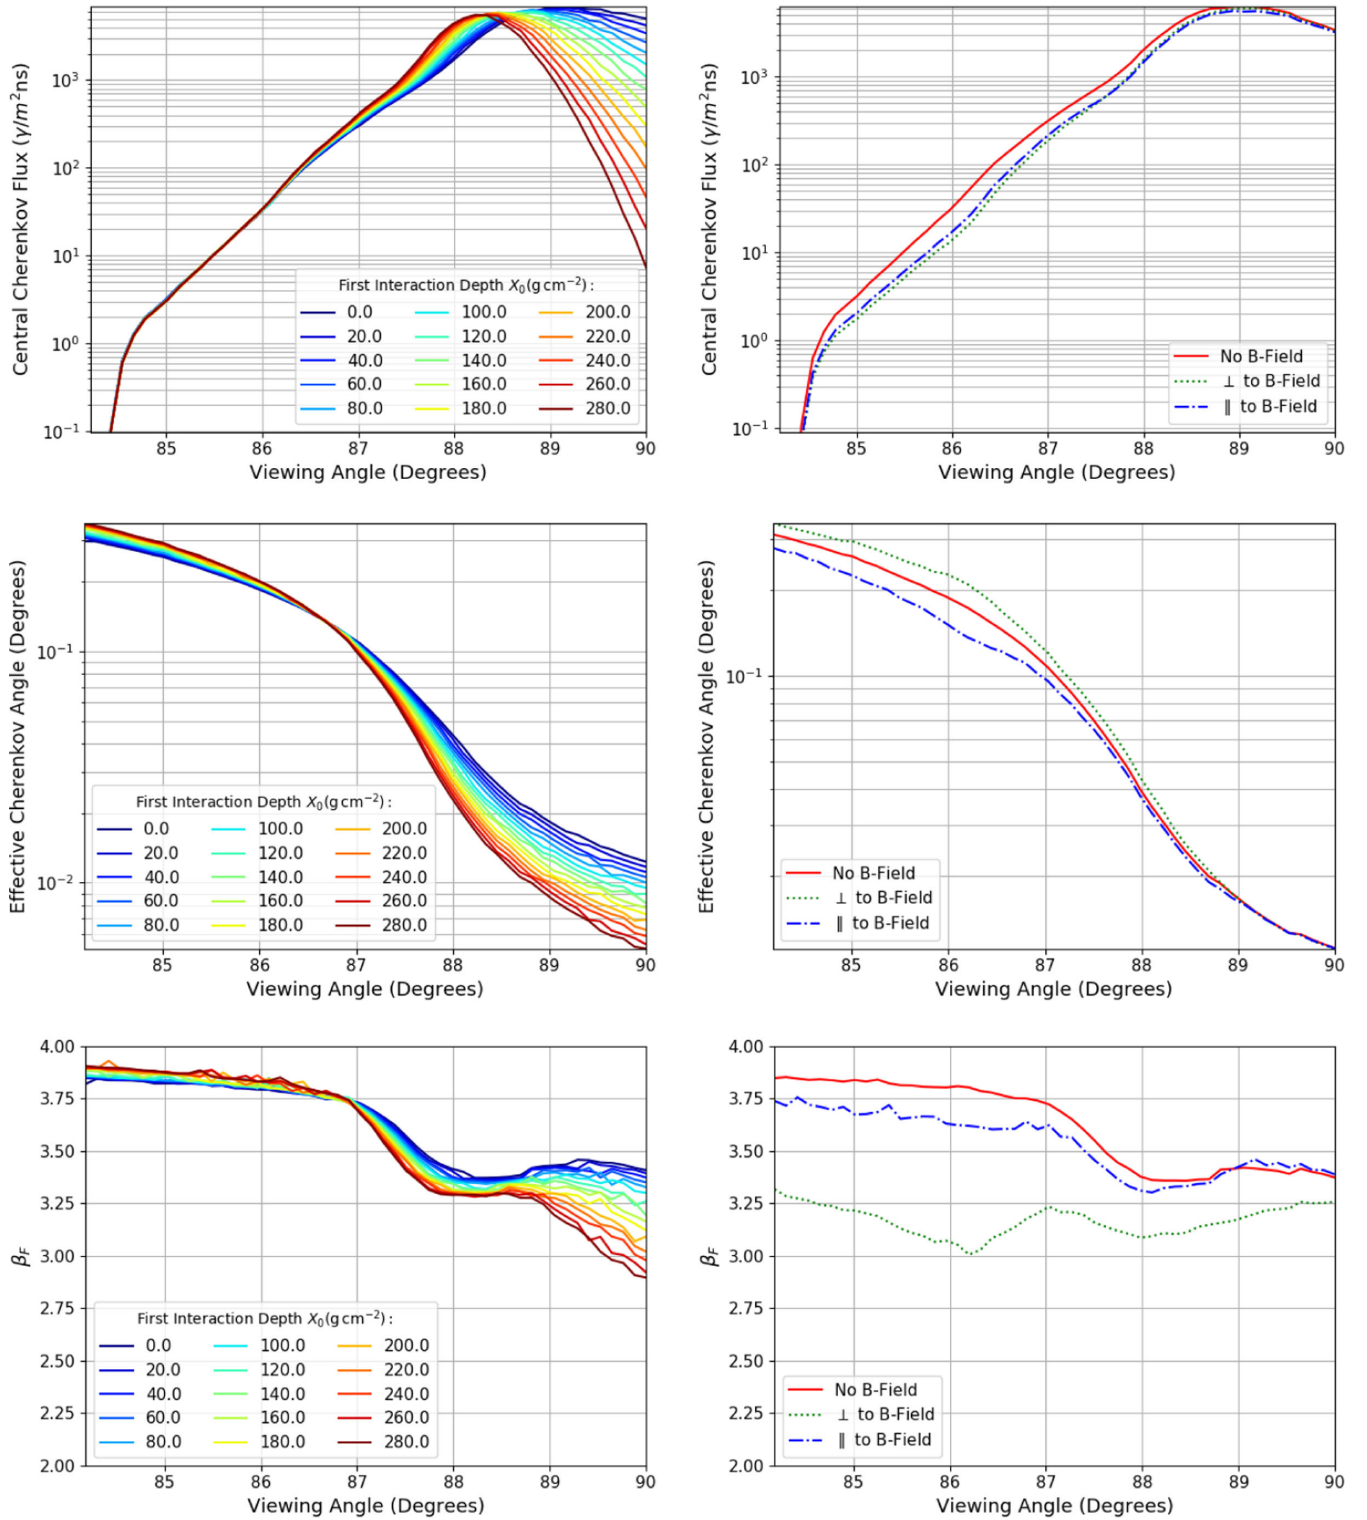 10³
10²
10¹
10⁰
10⁻¹
Central Cherenkov Flux (γ/m²ns)
First Interaction Depth X₀(g cm⁻²):
0.0 100.0 200.0
20.0 120.0 220.0
40.0 140.0 240.0
60.0 160.0 260.0
80.0 180.0 280.0
85 86 87 88 89 90
Viewing Angle (Degrees)
10³
10²
10¹
10⁰
10⁻¹
Central Cherenkov Flux (γ/m²ns)
No B-Field
⊥ to B-Field
∥ to B-Field
85 86 87 88 89 90
Viewing Angle (Degrees)
10⁻¹
10⁻²
Effective Cherenkov Angle (Degrees)
First Interaction Depth X₀(g cm⁻²):
0.0 100.0 200.0
20.0 120.0 220.0
40.0 140.0 240.0
60.0 160.0 260.0
80.0 180.0 280.0
85 86 87 88 89 90
Viewing Angle (Degrees)
10⁻¹
Effective Cherenkov Angle (Degrees)
No B-Field
⊥ to B-Field
∥ to B-Field
85 86 87 88 89 90
Viewing Angle (Degrees)
4.00
3.75
3.50
3.25
3.00
2.75
2.50
2.25
2.00
β_F
First Interaction Depth X₀(g cm⁻²):
0.0 100.0 200.0
20.0 120.0 220.0
40.0 140.0 240.0
60.0 160.0 260.0
80.0 180.0 280.0
85 86 87 88 89 90
Viewing Angle (Degrees)
4.00
3.75
3.50
3.25
3.00
2.75
2.50
2.25
2.00
β_F
No B-Field
⊥ to B-Field
∥ to B-Field
85 86 87 88 89 90
Viewing Angle (Degrees)